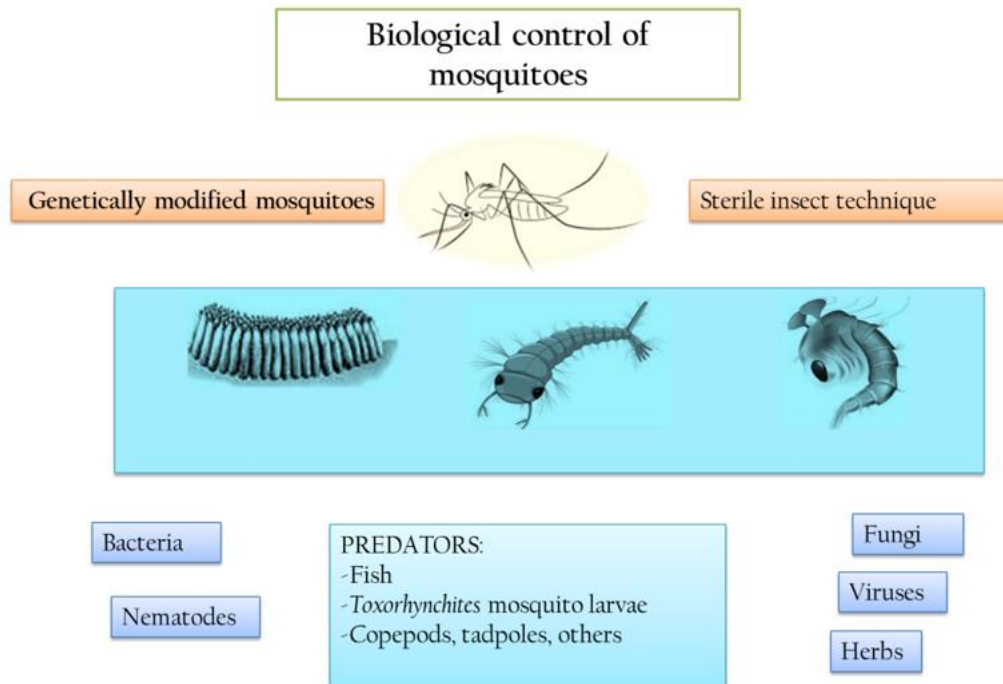 Biological control of
mosquitoes
Genetically modified mosquitoes
Sterile insect technique
Bacteria
Nematodes
PREDATORS:
-Fish
-Toxorhynchites mosquito larvae
-Copepods, tadpoles, others
Fungi
Viruses
Herbs